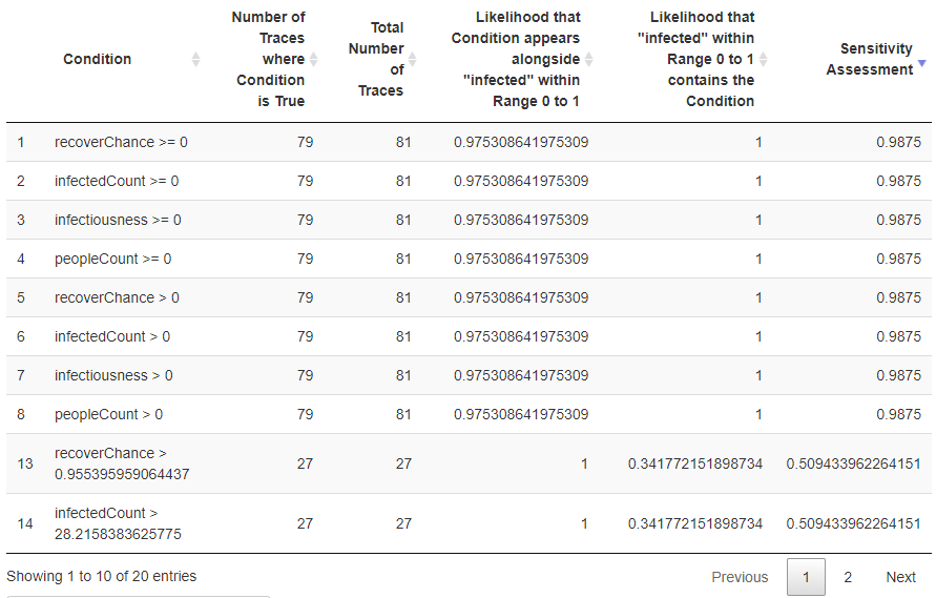 Condition
Number of
Traces
where
Condition
is True
Total
Number
of
Traces
Likelihood that
Condition appears
alongside
"infected" within
Range 0 to 1
Likelihood that
"infected" within
Range 0 to 1
contains the
Condition
Sensitivity
Assessment
1 recoverChance >= 0 79 81 0.975308641975309 1 0.9875
2 infectedCount >= 0 79 81 0.975308641975309 1 0.9875
3 infectiousness >= 0 79 81 0.975308641975309 1 0.9875
4 peopleCount >= 0 79 81 0.975308641975309 1 0.9875
5 recoverChance > 0 79 81 0.975308641975309 1 0.9875
6 infectedCount > 0 79 81 0.975308641975309 1 0.9875
7 infectiousness > 0 79 81 0.975308641975309 1 0.9875
8 peopleCount > 0 79 81 0.975308641975309 1 0.9875
13 recoverChance >
0.955395959064437 27 27 1 0.341772151898734 0.509433962264151
14 infectedCount >
28.2158383625775 27 27 1 0.341772151898734 0.509433962264151
Showing 1 to 10 of 20 entries Previous 1 2 Next